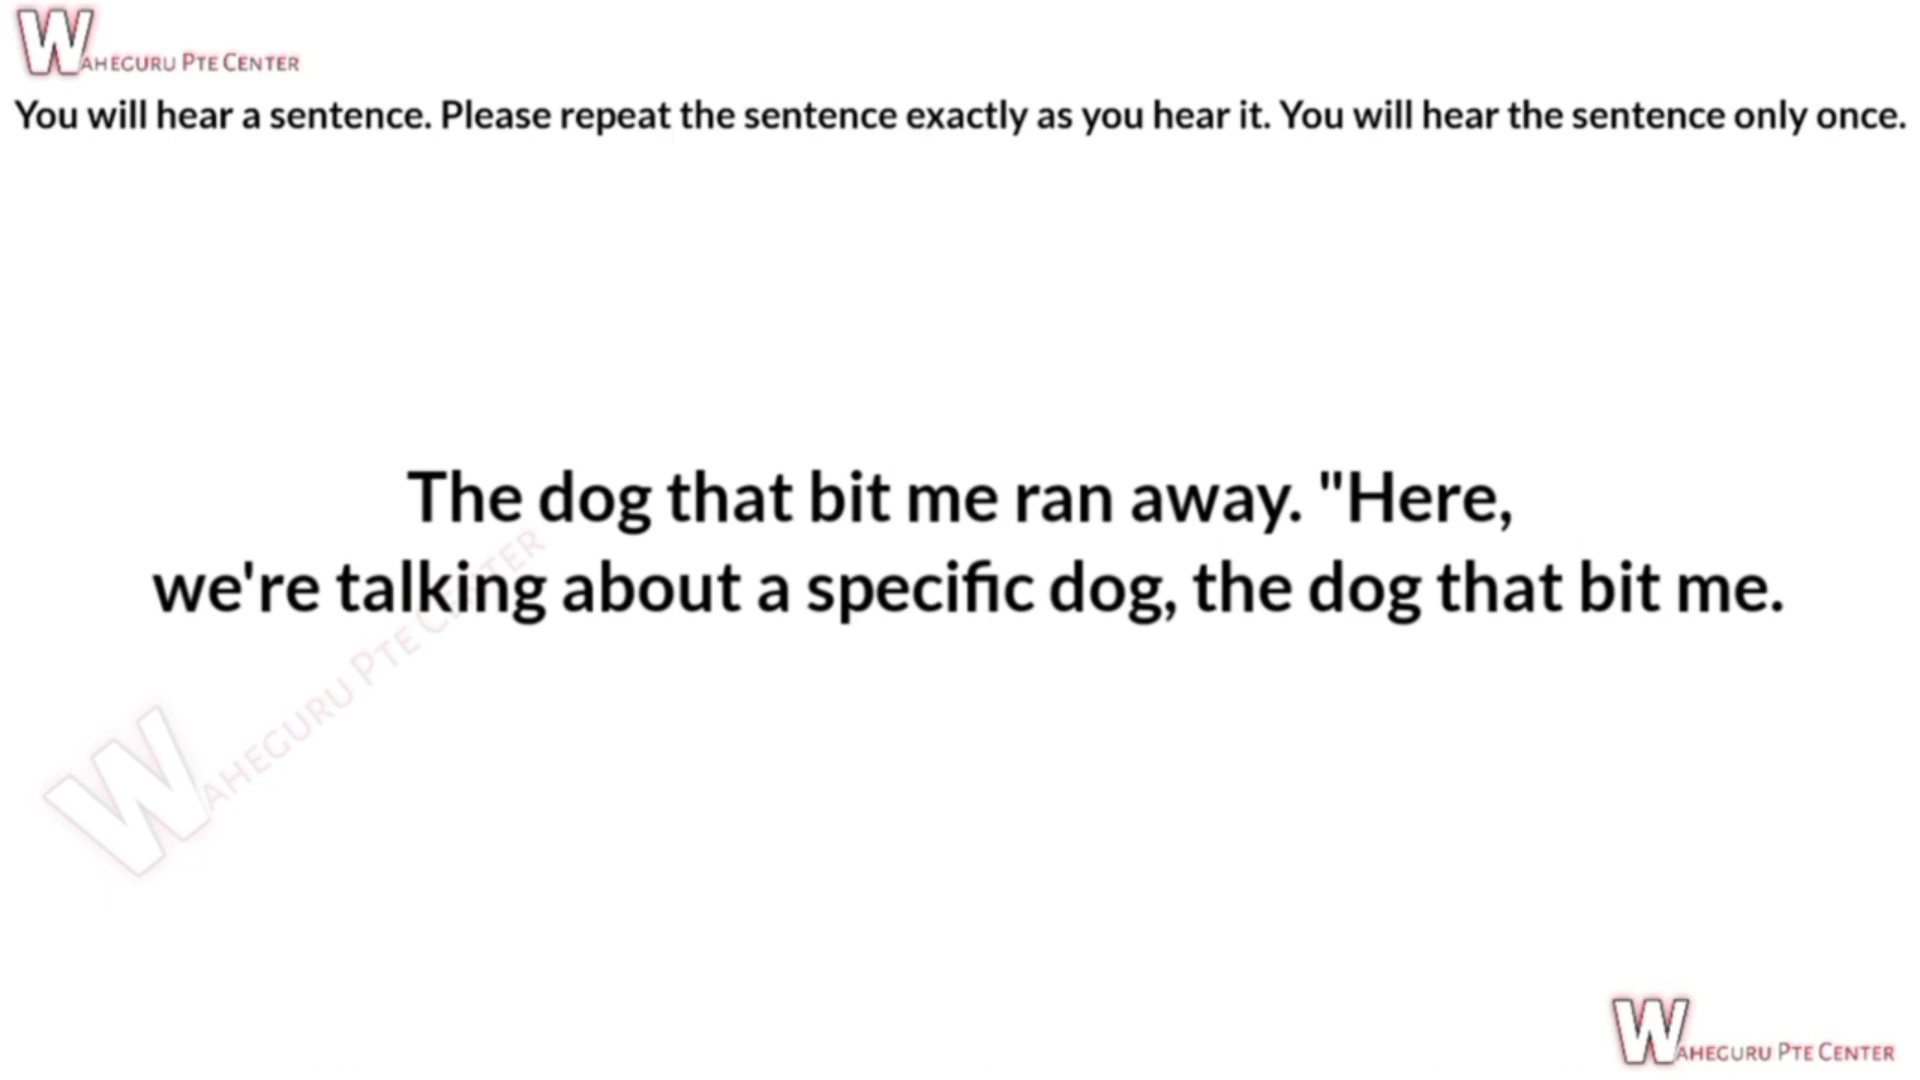 WAHEGURU PTE CENTER
You will hear a sentence. Please repeat the sentence exactly as you hear it. You will hear the sentence only once.
The dog that bit me ran away. "Here,
we're talking about a specific dog, the dog that bit me.
WAHEGURU PTE CENTER
WAHEGURU PTE CENTER